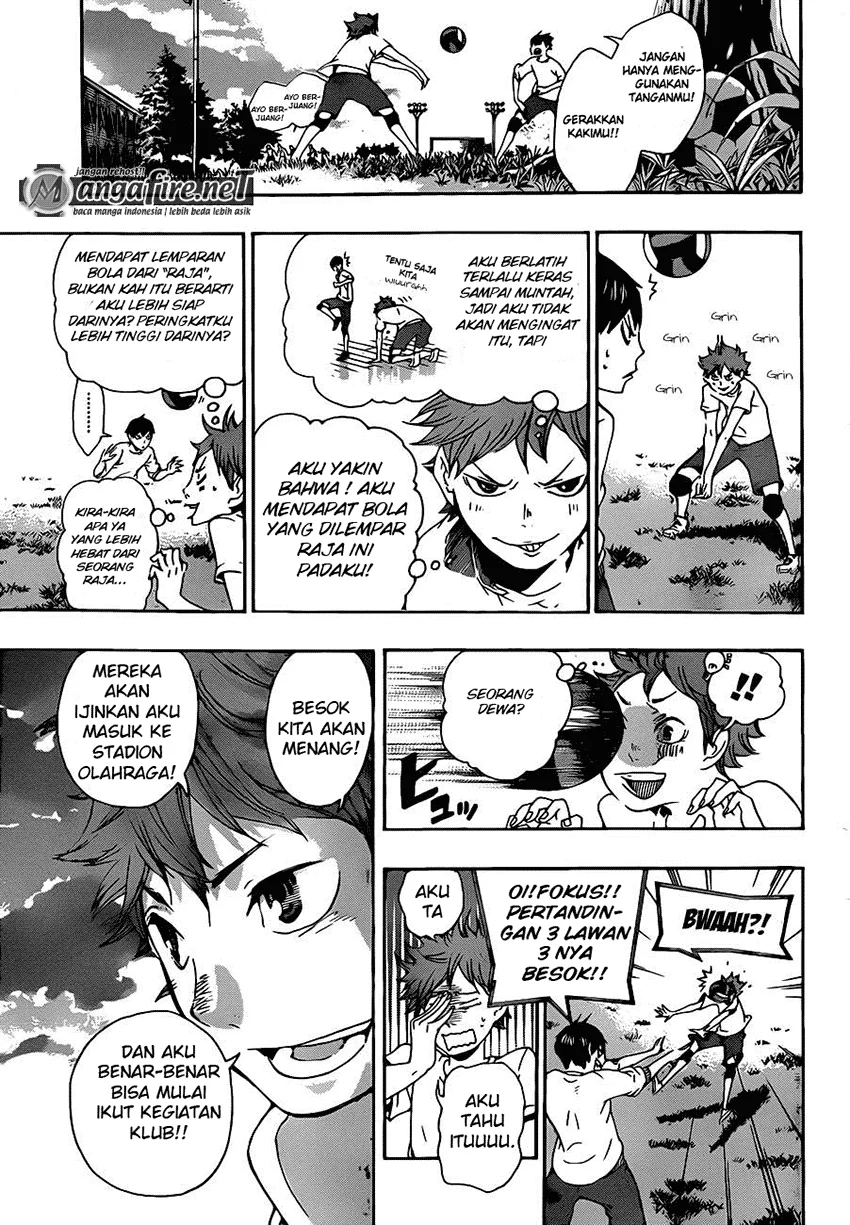 JANGAN
HANYA MENG-
GUNAKAN
TANGANMU!
GERAKKAN
KAKIMU!!
AYO BER-
JUANG!
AYO BER-
JUANG!
jangan rehost!!
Mangafire.net
baca manga indonesia | lebih beda lebih asik
Grin
Grin
Grin
Grin
Grin
AKU BERLATIH
TERLALU KERAS
SAMPAI MUNTAH,
JADI AKU TIDAK
AKAN MENGINGAT
ITU, TAPI
TENTU SAJA
KITA
WIUURGHH
AKU YAKIN
BAHWA! AKU
MENDAPAT BOLA
YANG DILEMPAR
RAJA INI
PADAKU!
MENDAPAT LEMPARAN
BOLA DARI "RAJA",
BUKAN KAH ITU BERARTI
AKU LEBIH SIAP
DARINYA? PERINGKATKU
LEBIH TINGGI DARINYA?
........
KIRA-KIRA
APA YA
YANG LEBIH
HEBAT DARI
SEORANG
RAJA...
!!
SEORANG
DEWA?
ヒュッ
BWAAH?!
OI!!FOKUS!!
PERTANDIN-
GAN 3 LAWAN
3 NYA
BESOK!!
AKU
TA
AKU
TAHU
ITUUUU.
BESOK
KITA AKAN
MENANG!
MEREKA
AKAN
IJINKAN AKU
MASUK KE
STADION
OLAHRAGA!
DAN AKU
BENAR-BENAR
BISA MULAI
IKUT KEGIATAN
KLUB!!